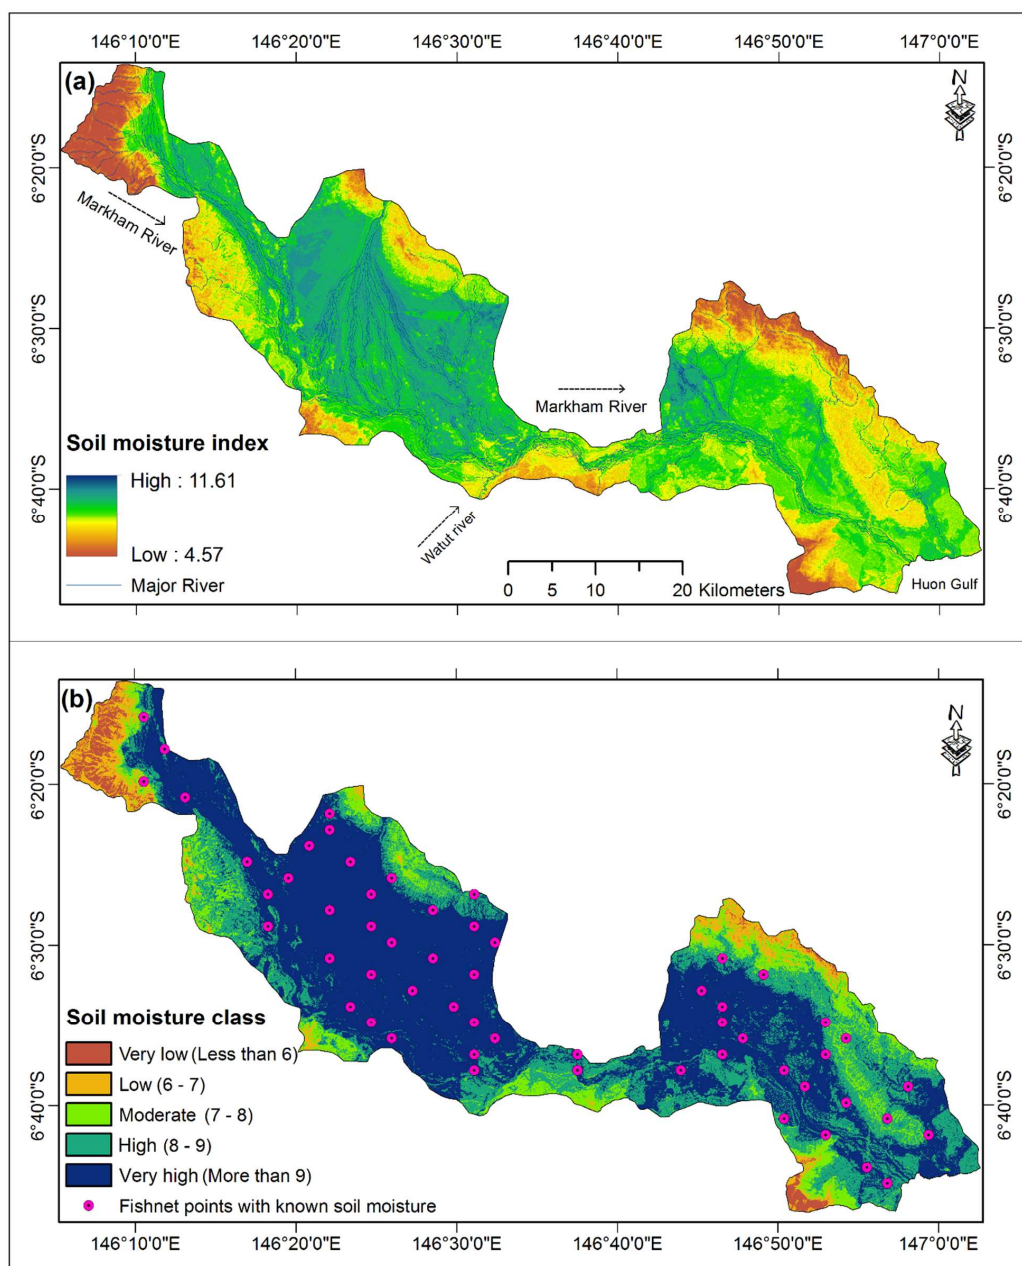 146°10'0"E 146°20'0"E 146°30'0"E 146°40'0"E 146°50'0"E 147°0'0"E
(a)
N
6°20'0"S 6°20'0"S
Markham River
6°30'0"S 6°30'0"S
Markham River
Soil moisture index
High : 11.61
6°40'0"S 6°40'0"S
Watut river
Low : 4.57
Major River
0 5 10 20 Kilometers
Huon Gulf
(b)
N
6°20'0"S 6°20'0"S
6°30'0"S 6°30'0"S
Soil moisture class
Very low (Less than 6)
Low (6 - 7)
Moderate (7 - 8)
6°40'0"S 6°40'0"S
High (8 - 9)
Very high (More than 9)
Fishnet points with known soil moisture
146°10'0"E 146°20'0"E 146°30'0"E 146°40'0"E 146°50'0"E 147°0'0"E